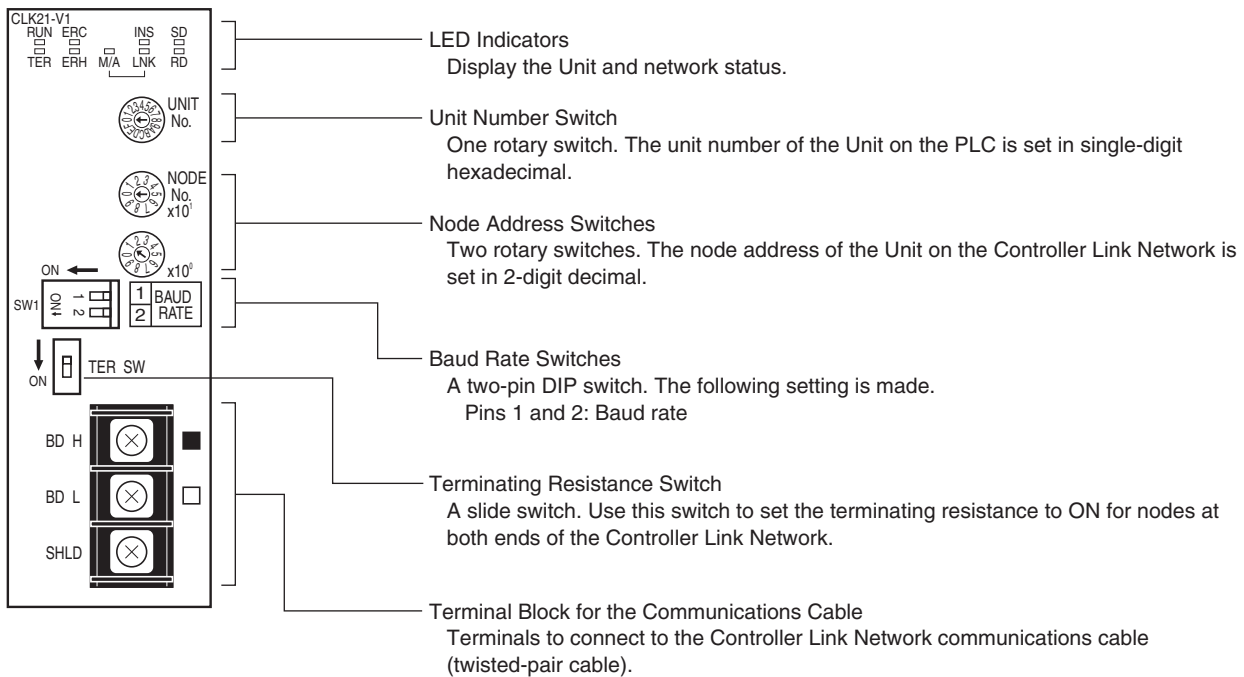 CLK21-V1
RUN ERC INS SD
TER ERH M/A LNK RD
UNIT
No.
NODE
No.
x10¹
x10⁰
ON
SW1
ON
1
2
1 BAUD
2 RATE
ON
TER SW
BD H
BD L
SHLD
LED Indicators
Display the Unit and network status.
Unit Number Switch
One rotary switch. The unit number of the Unit on the PLC is set in single-digit
hexadecimal.
Node Address Switches
Two rotary switches. The node address of the Unit on the Controller Link Network is
set in 2-digit decimal.
Baud Rate Switches
A two-pin DIP switch. The following setting is made.
Pins 1 and 2: Baud rate
Terminating Resistance Switch
A slide switch. Use this switch to set the terminating resistance to ON for nodes at
both ends of the Controller Link Network.
Terminal Block for the Communications Cable
Terminals to connect to the Controller Link Network communications cable
(twisted-pair cable).